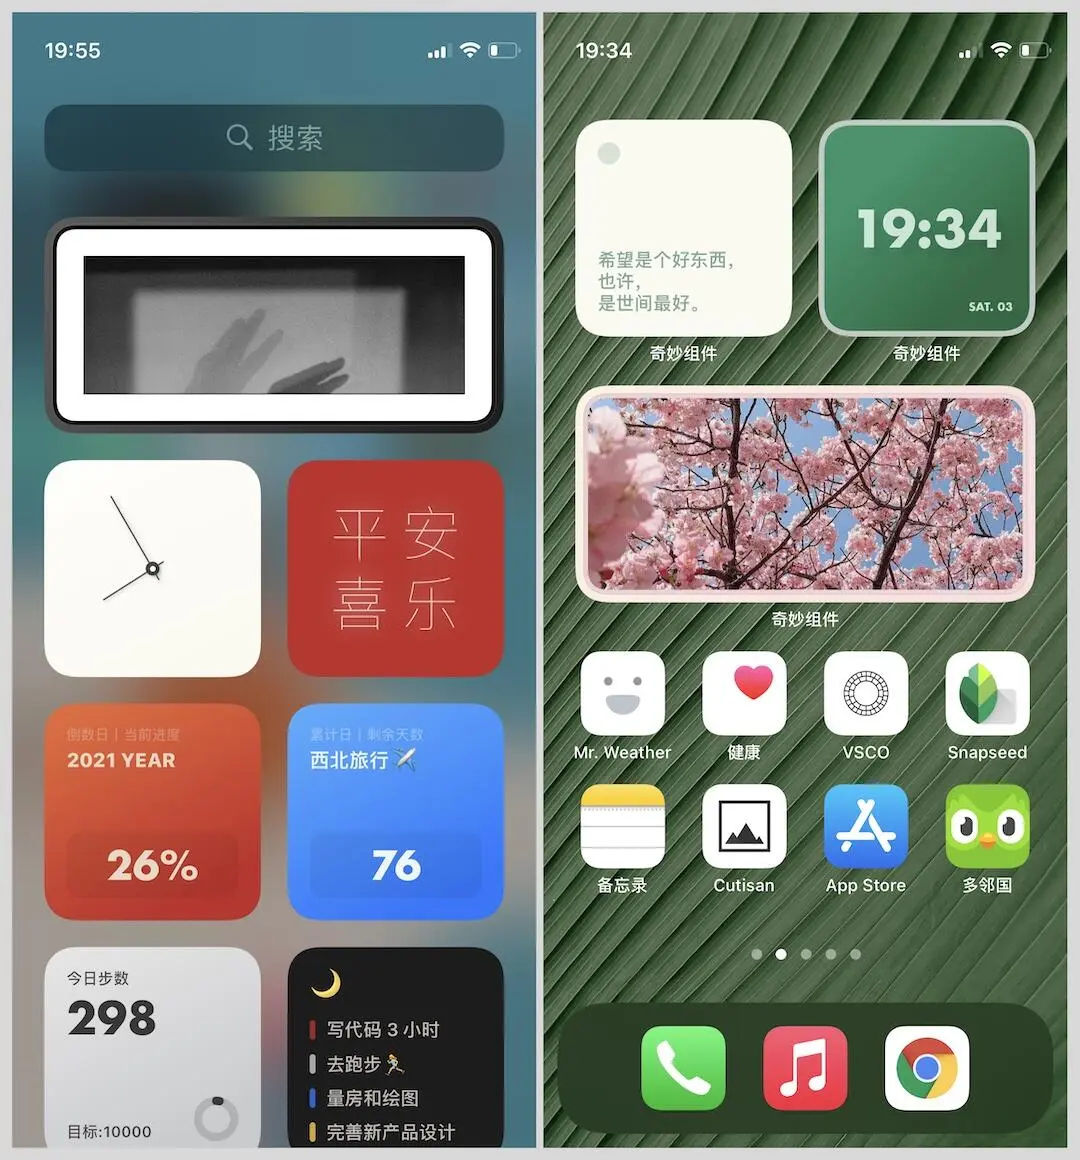 19:55
搜索
平安
喜乐
倒数日 | 当前进度
2021 YEAR
26%
累计日 | 剩余天数
西北旅行✈️
76
今日步数
298
目标:10000
写代码 3 小时
去跑步🏃
量房和绘图
完善新产品设计
19:34
希望是个好东西,
也许,
是世间最好。
奇妙组件
19:34
SAT. 03
奇妙组件
奇妙组件
Mr. Weather
健康
VSCO
Snapseed
备忘录
Cutisan
App Store
多邻国